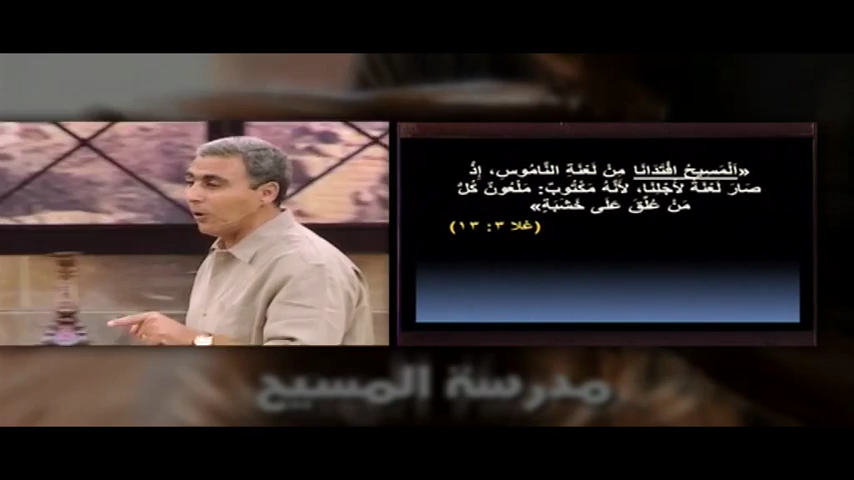 «اَلْمَسِيحُ افْتَدَانَا مِنْ لَعْنَةِ النَّامُوسِ، إِذْ
صَارَ لَعْنَةً لأَجْلِنَا، لأَنَّهُ مَكْتُوبٌ: مَلْعُونٌ كُلُّ
مَنْ عُلِّقَ عَلَى خَشَبَةٍ»
(غلا ٣: ١٣)
مدرسة المسيح